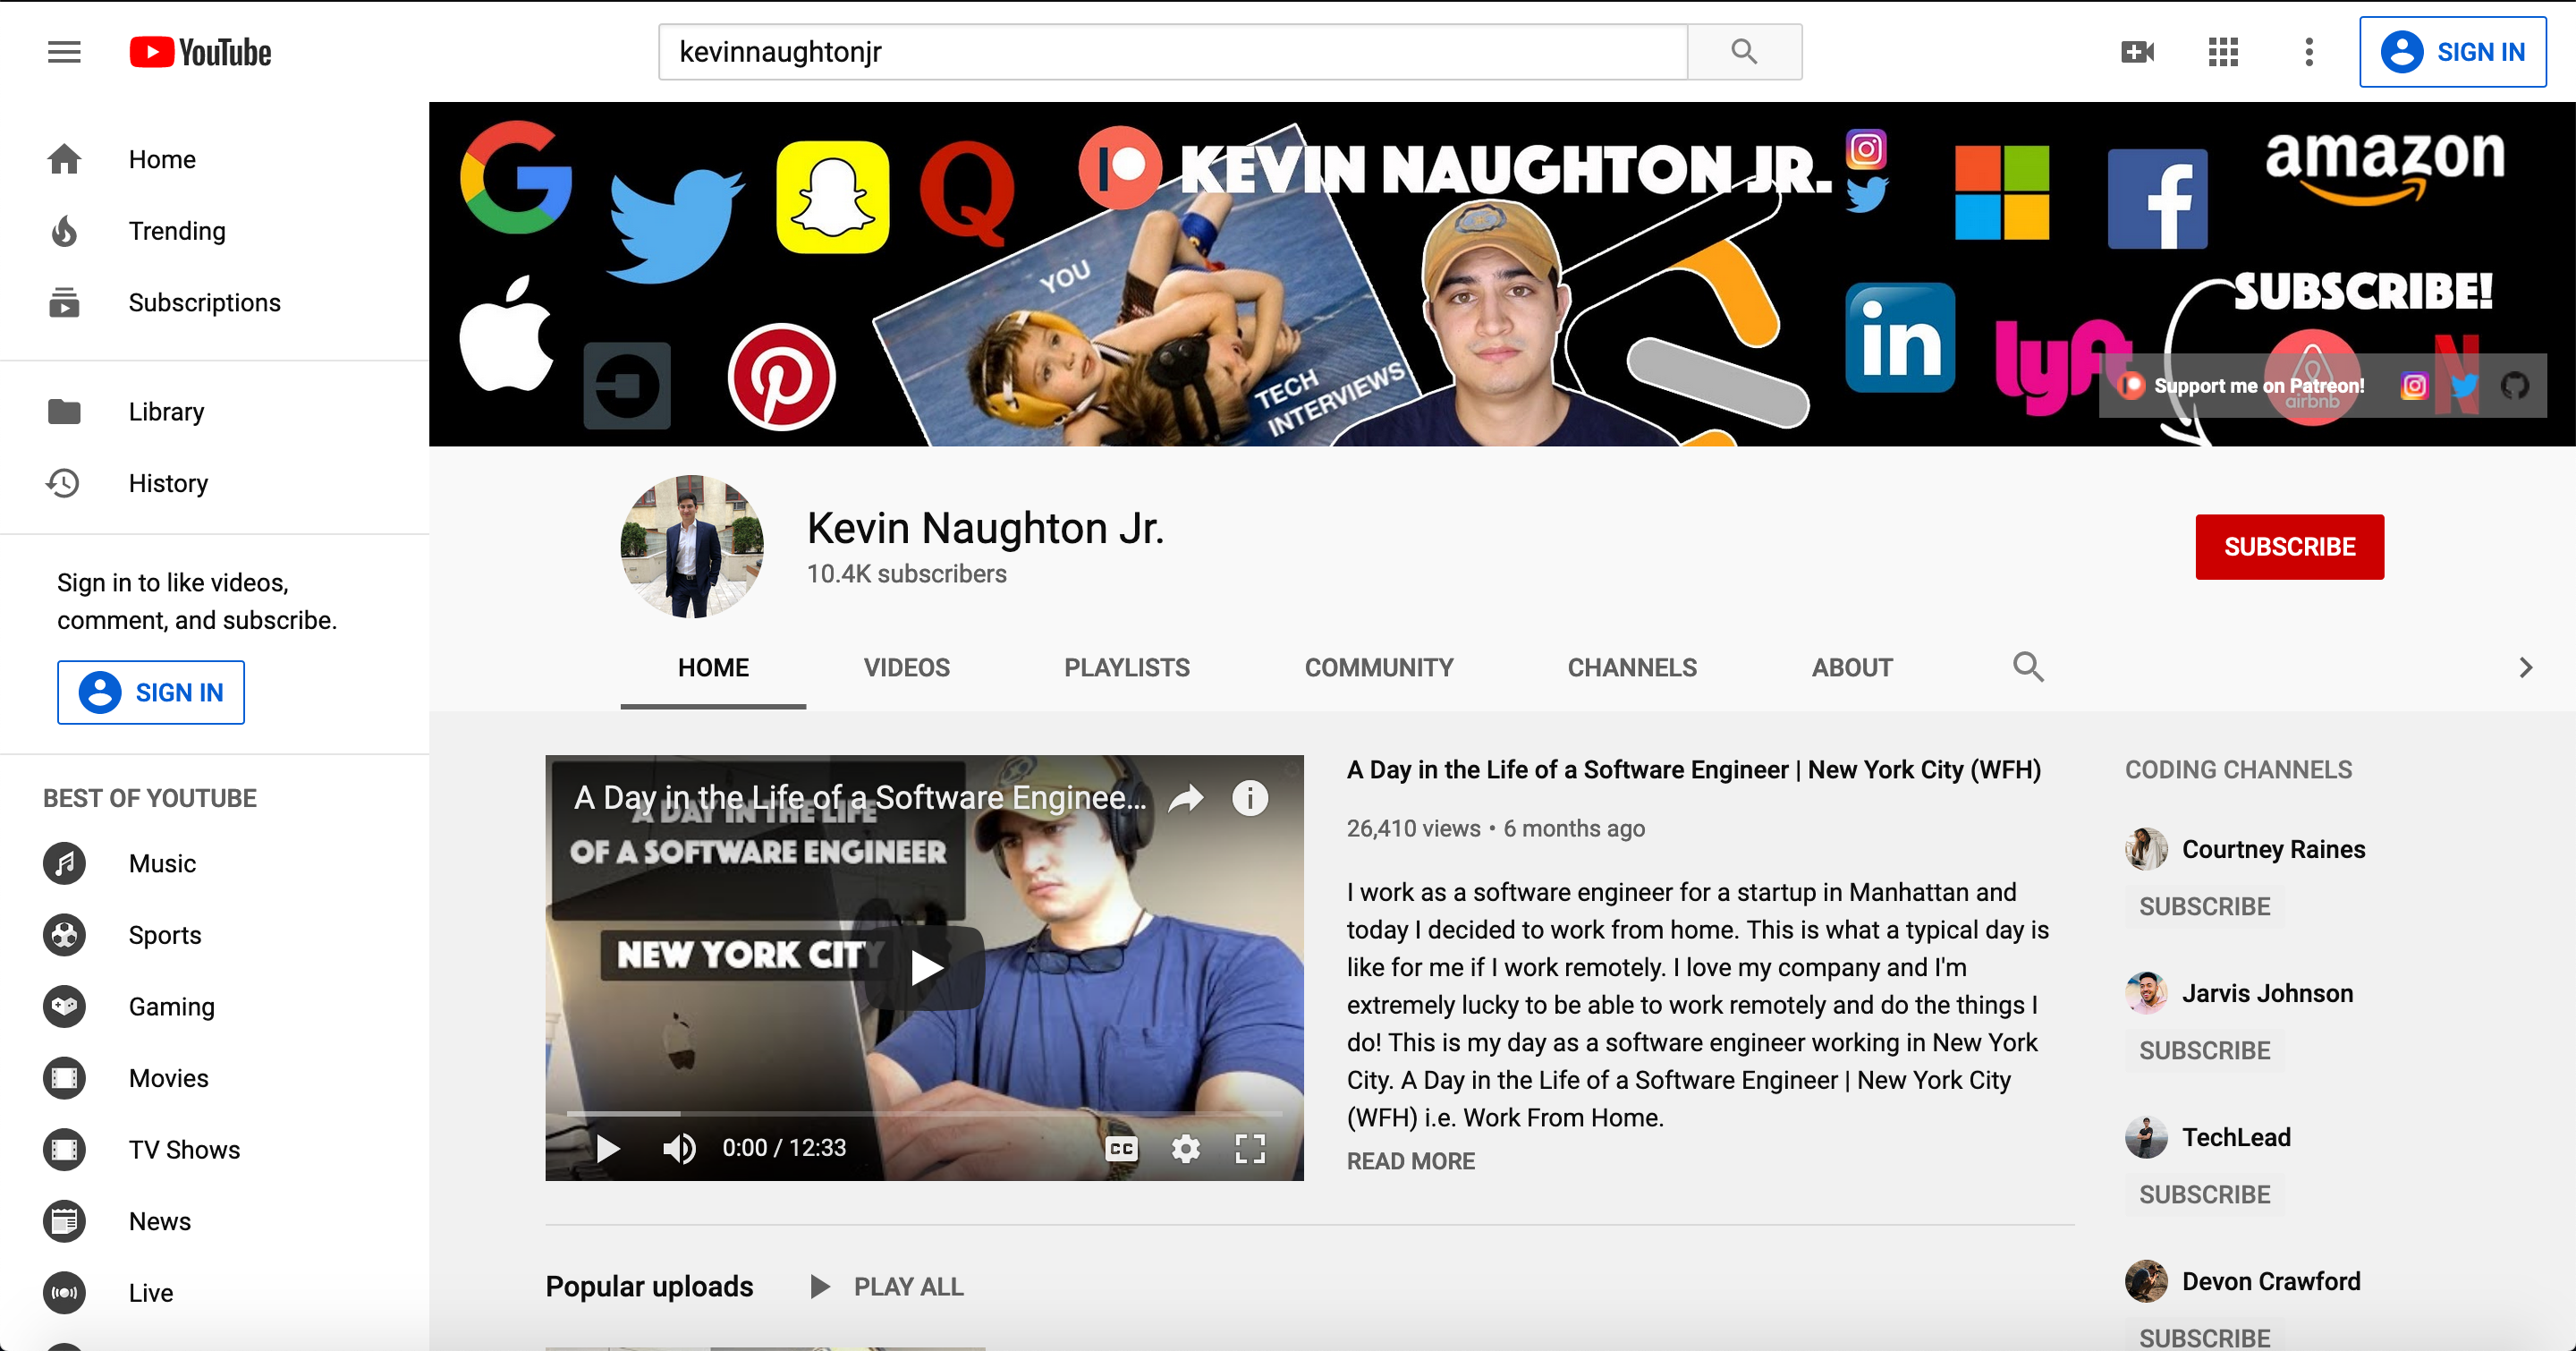 YouTube
kevinnaughtonjr
SIGN IN
Home
Trending
Subscriptions
Library
History
Sign in to like videos,
comment, and subscribe.
SIGN IN
BEST OF YOUTUBE
Music
Sports
Gaming
Movies
TV Shows
News
Live
KEVIN NAUGHTON JR.
YOU
TECH
INTERVIEWS
in
lyft
amazon
SUBSCRIBE!
airbnb
Support me on Patreon!
Kevin Naughton Jr.
10.4K subscribers
SUBSCRIBE
HOME
VIDEOS
PLAYLISTS
COMMUNITY
CHANNELS
ABOUT
A Day in the Life of a Software Enginee...
A DAY IN THE LIFE
OF A SOFTWARE ENGINEER
NEW YORK CITY
0:00 / 12:33
CC
A Day in the Life of a Software Engineer | New York City (WFH)
26,410 views • 6 months ago
I work as a software engineer for a startup in Manhattan and
today I decided to work from home. This is what a typical day is
like for me if I work remotely. I love my company and I'm
extremely lucky to be able to work remotely and do the things I
do! This is my day as a software engineer working in New York
City. A Day in the Life of a Software Engineer | New York City
(WFH) i.e. Work From Home.
READ MORE
Popular uploads
PLAY ALL
CODING CHANNELS
Courtney Raines
SUBSCRIBE
Jarvis Johnson
SUBSCRIBE
TechLead
SUBSCRIBE
Devon Crawford
SUBSCRIBE